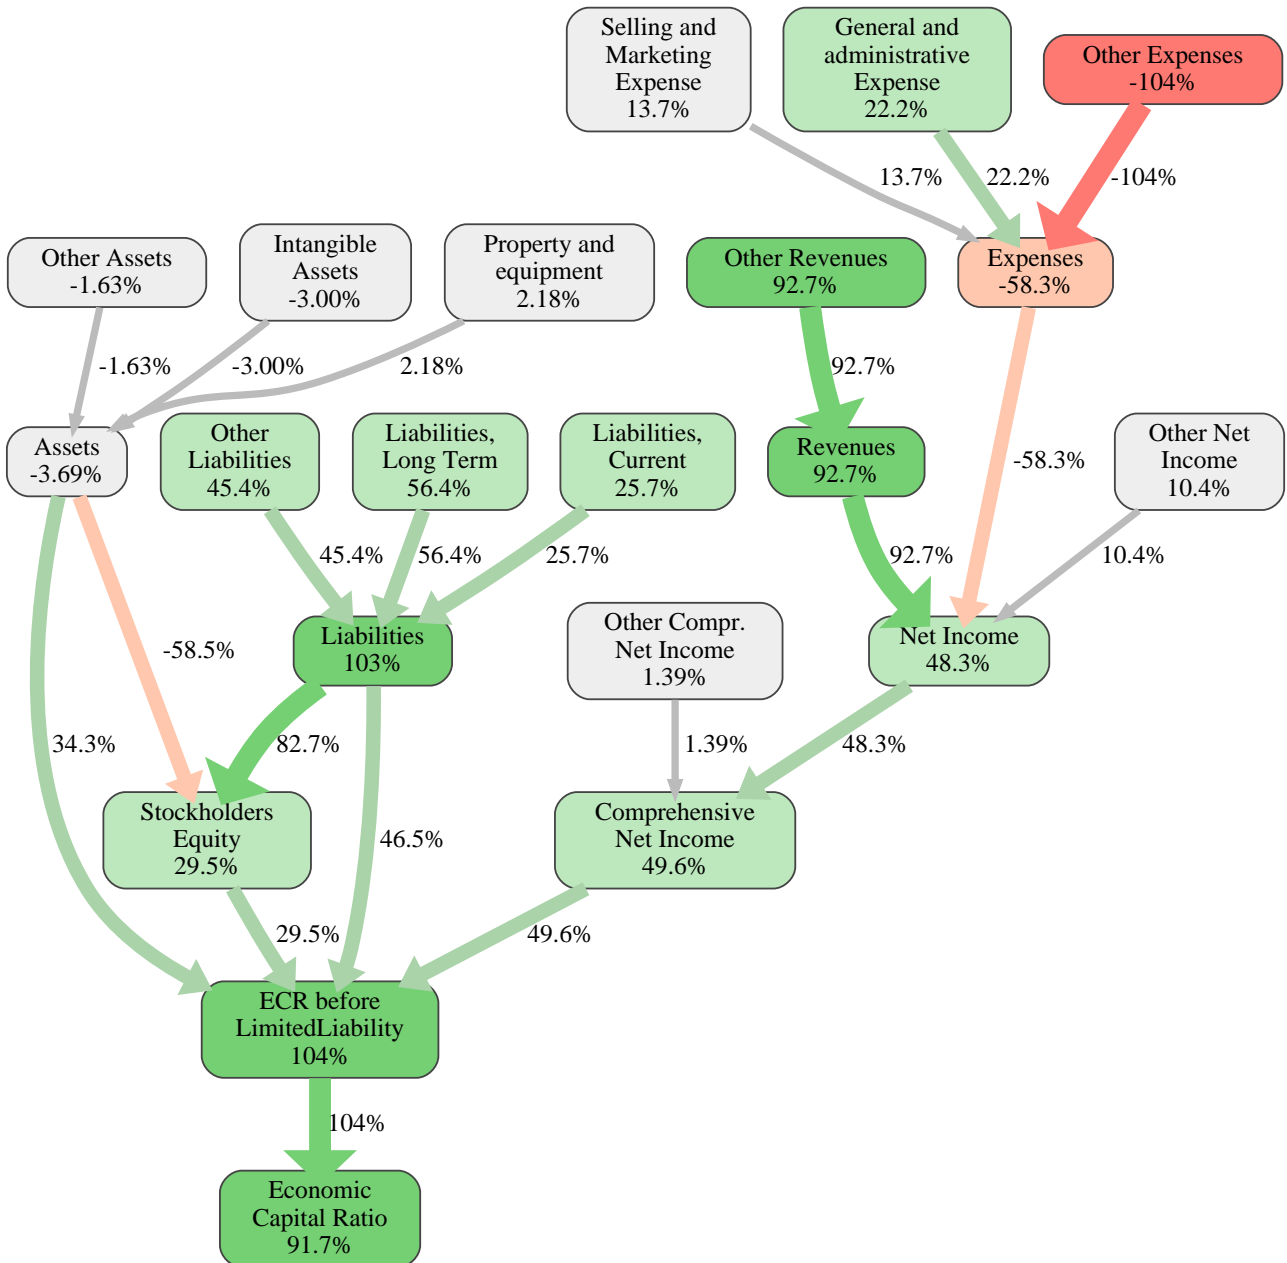 Selling and
Marketing
Expense
13.7%
General and
administrative
Expense
22.2%
Other Expenses
-104%
13.7%
22.2%
-104%
Other Assets
-1.63%
Intangible
Assets
-3.00%
Property and
equipment
2.18%
Other Revenues
92.7%
Expenses
-58.3%
-1.63%
-3.00%
2.18%
92.7%
-58.3%
Assets
-3.69%
Other
Liabilities
45.4%
Liabilities,
Long Term
56.4%
Liabilities,
Current
25.7%
Revenues
92.7%
Other Net
Income
10.4%
45.4%
56.4%
25.7%
92.7%
10.4%
-58.5%
Liabilities
103%
Other Compr.
Net Income
1.39%
Net Income
48.3%
34.3%
82.7%
1.39%
48.3%
Stockholders
Equity
29.5%
46.5%
Comprehensive
Net Income
49.6%
29.5%
49.6%
ECR before
LimitedLiability
104%
104%
Economic
Capital Ratio
91.7%